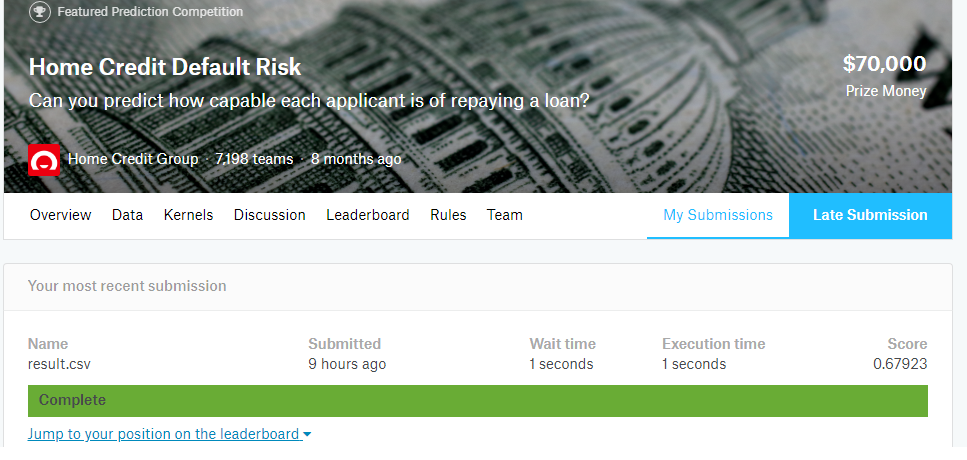 Featured Prediction Competition
Home Credit Default Risk
$70,000
Can you predict how capable each applicant is of repaying a loan?
Prize Money
Home Credit Group · 7,198 teams · 8 months ago
Overview Data Kernels Discussion Leaderboard Rules Team My Submissions Late Submission
Your most recent submission
Name Submitted Wait time Execution time Score
result.csv 9 hours ago 1 seconds 1 seconds 0.67923
Complete
Jump to your position on the leaderboard